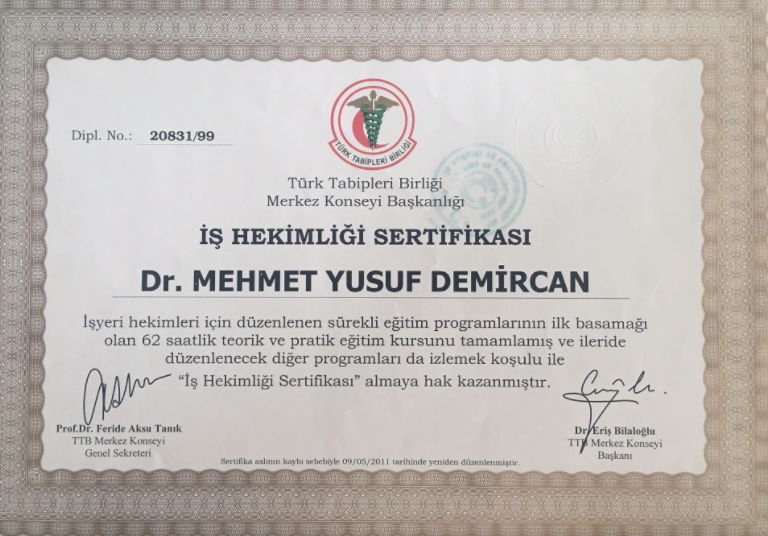 Dipl. No.: 20831/99
TÜRK TABİPLERİ BİRLİĞİ
Türk Tabipleri Birliği
Merkez Konseyi Başkanlığı
İŞ HEKİMLİĞİ SERTİFİKASI
Dr. MEHMET YUSUF DEMİRCAN
İşyeri hekimleri için düzenlenen sürekli eğitim programlarının ilk basamağı
olan 62 saatlik teorik ve pratik eğitim kursunu tamamlamış ve ileride
düzenlenecek diğer programları da izlemek koşulu ile
“İş Hekimliği Sertifikası” almaya hak kazanmıştır.
Prof.Dr. Feride Aksu Tanık
TTB Merkez Konseyi
Genel Sekreteri
Dr. Eriş Bilaloğlu
TTB Merkez Konseyi
Başkanı
Sertifika aslının kaybı sebebiyle 09/05/2011 tarihinde yeniden düzenlenmiştir.